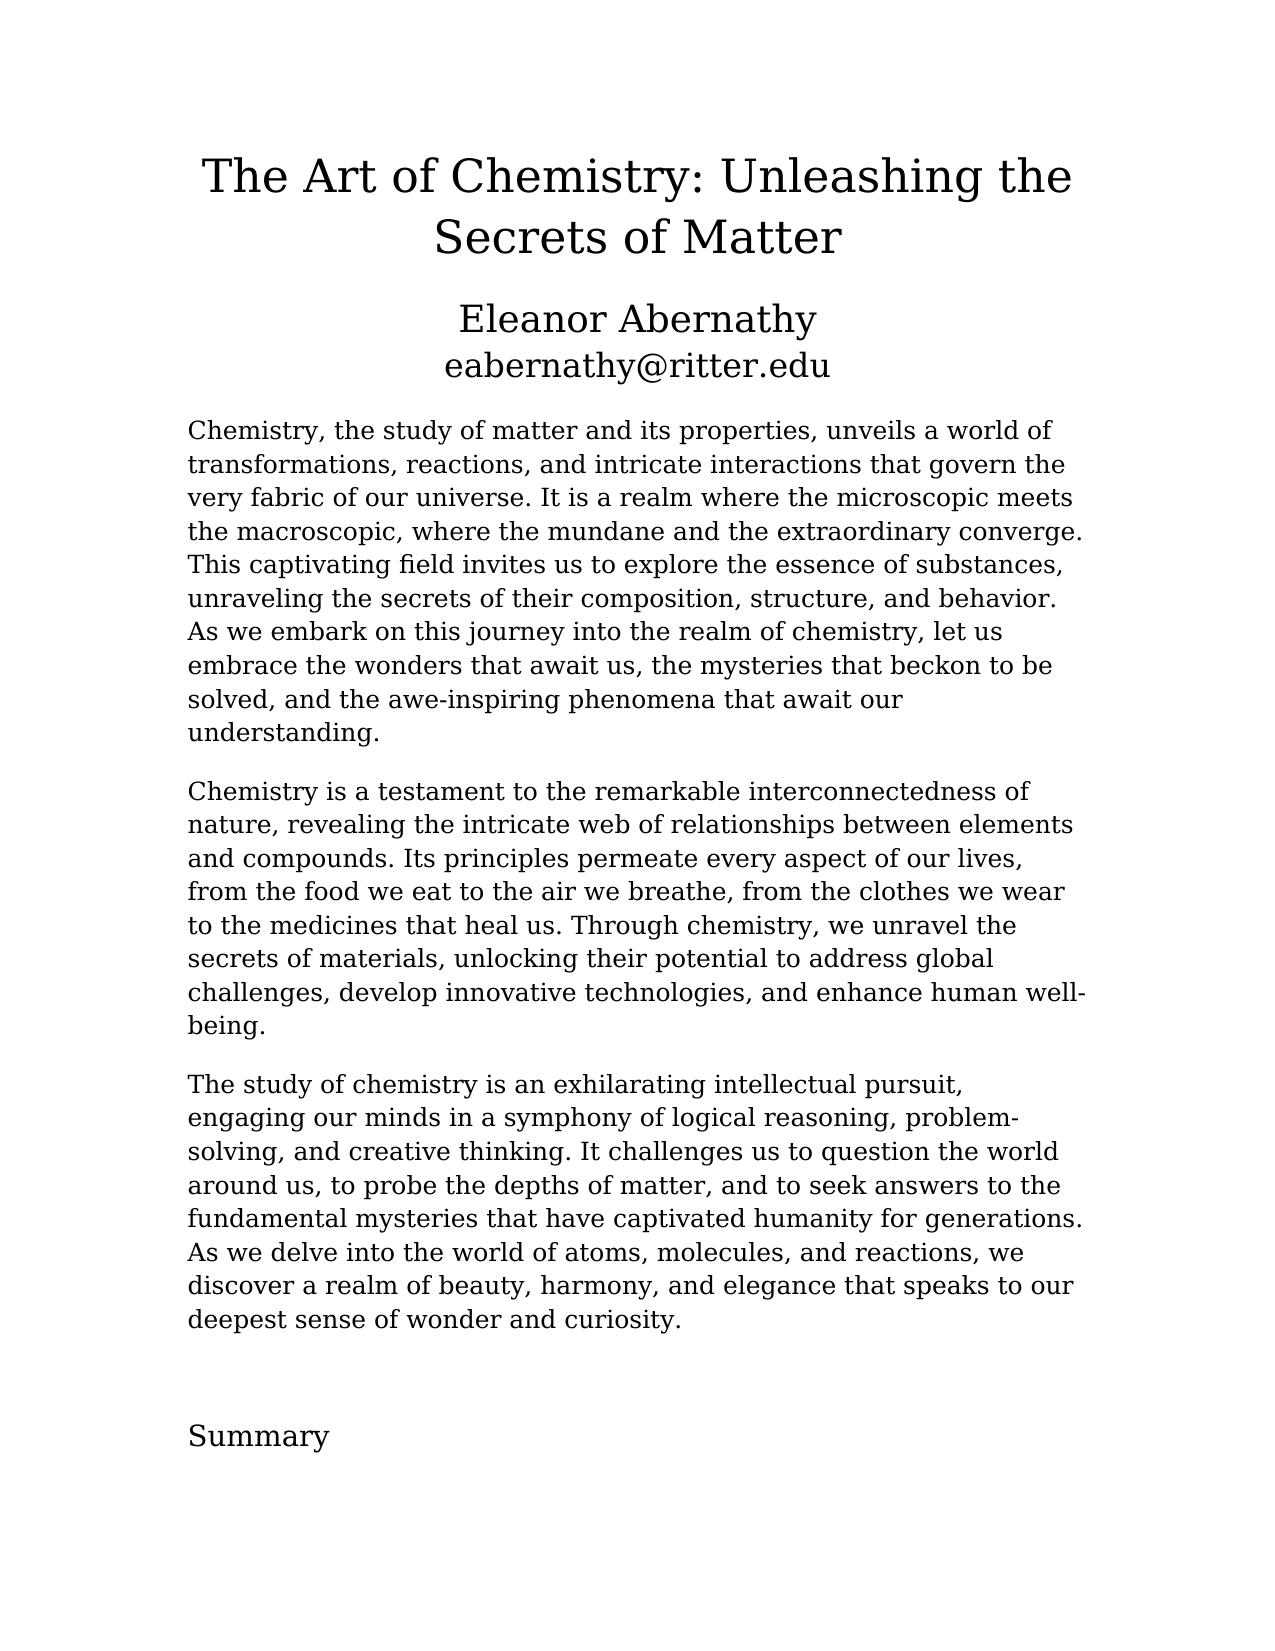 The Art of Chemistry: Unleashing the
Secrets of Matter
Eleanor Abernathy
eabernathy@ritter.edu
Chemistry, the study of matter and its properties, unveils a world of
transformations, reactions, and intricate interactions that govern the
very fabric of our universe. It is a realm where the microscopic meets
the macroscopic, where the mundane and the extraordinary converge.
This captivating field invites us to explore the essence of substances,
unraveling the secrets of their composition, structure, and behavior.
As we embark on this journey into the realm of chemistry, let us
embrace the wonders that await us, the mysteries that beckon to be
solved, and the awe-inspiring phenomena that await our
understanding.
Chemistry is a testament to the remarkable interconnectedness of
nature, revealing the intricate web of relationships between elements
and compounds. Its principles permeate every aspect of our lives,
from the food we eat to the air we breathe, from the clothes we wear
to the medicines that heal us. Through chemistry, we unravel the
secrets of materials, unlocking their potential to address global
challenges, develop innovative technologies, and enhance human well-
being.
The study of chemistry is an exhilarating intellectual pursuit,
engaging our minds in a symphony of logical reasoning, problem-
solving, and creative thinking. It challenges us to question the world
around us, to probe the depths of matter, and to seek answers to the
fundamental mysteries that have captivated humanity for generations.
As we delve into the world of atoms, molecules, and reactions, we
discover a realm of beauty, harmony, and elegance that speaks to our
deepest sense of wonder and curiosity.
Summary